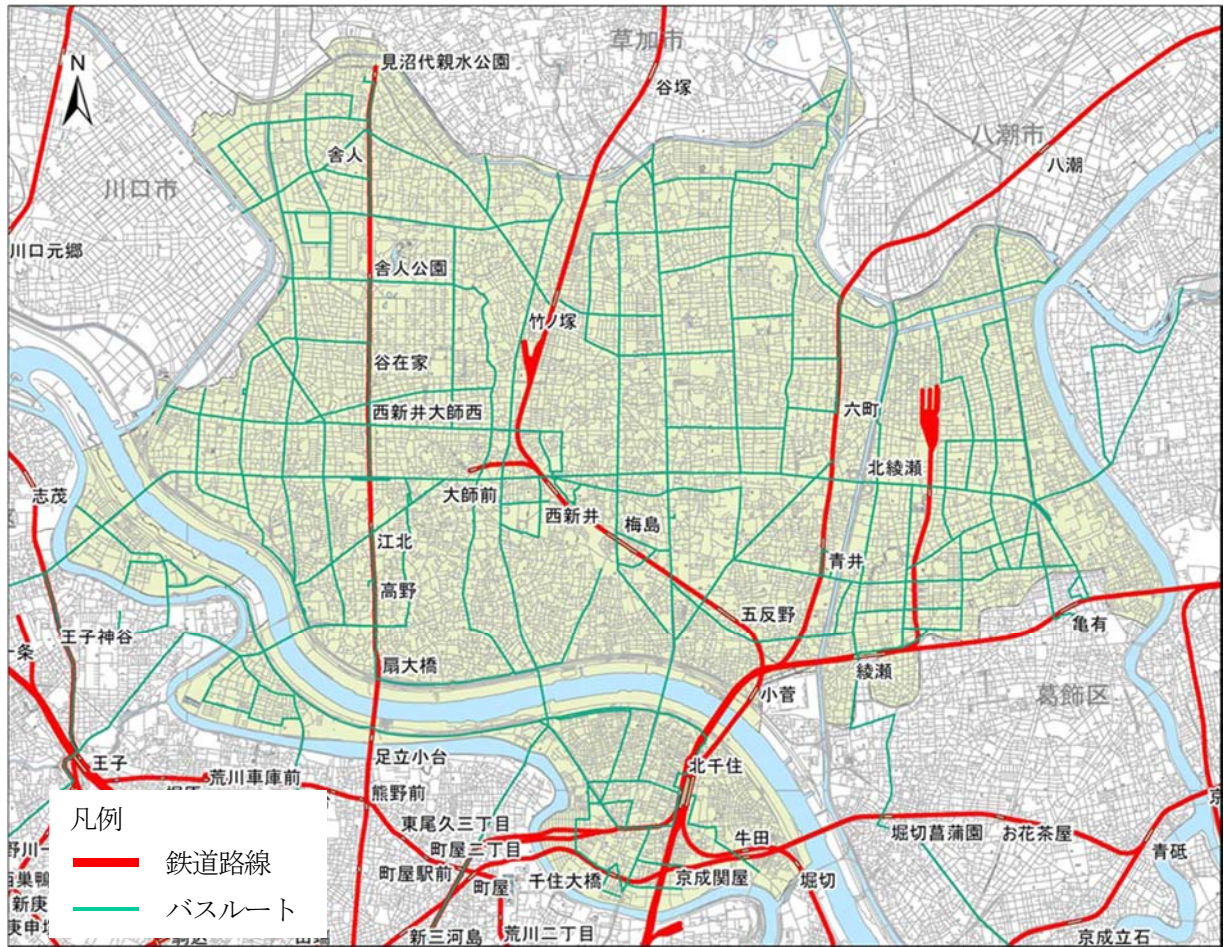 草加市
見沼代親水公園
N
谷塚
八潮市
八潮
舎人
川口市
川口元郷
舎人公園
竹ノ塚
谷在家
西新井大師西
六町
北綾瀬
志茂
大師前
西新井
梅島
江北
青井
高野
五反野
亀有
王子神谷
扇大橋
綾瀬
小菅
葛飾区
足立小台
北千住
王子
荒川車庫前
熊野前
東尾久三丁目
牛田
堀切菖蒲園
お花茶屋
町屋二丁目
青砥
町屋駅前
町屋
千住大橋
京成関屋
堀切
新三河島
荒川二丁目
京成立石
凡例
鉄道路線
バスルート